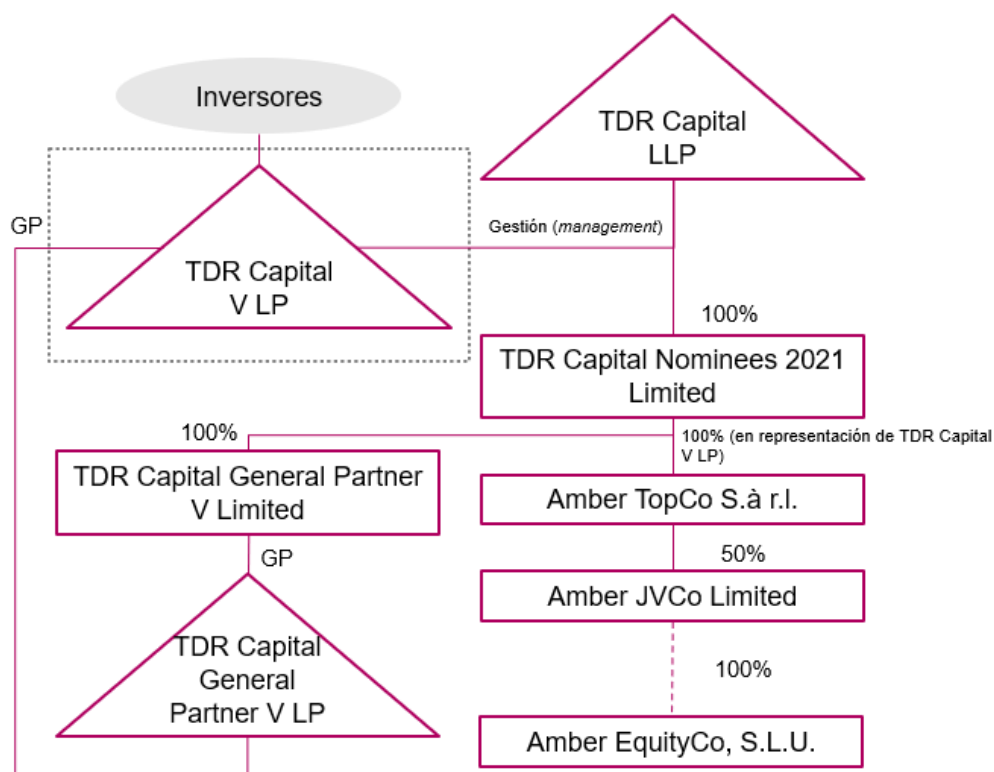 Inversores
TDR Capital
LLP
GP
Gestión (management)
TDR Capital
V LP
100%
TDR Capital Nominees 2021
Limited
100%
100% (en representación de TDR Capital
V LP)
TDR Capital General Partner
V Limited
Amber TopCo S.à r.l.
GP
50%
Amber JVCo Limited
TDR Capital
General
Partner V LP
100%
Amber EquityCo, S.L.U.